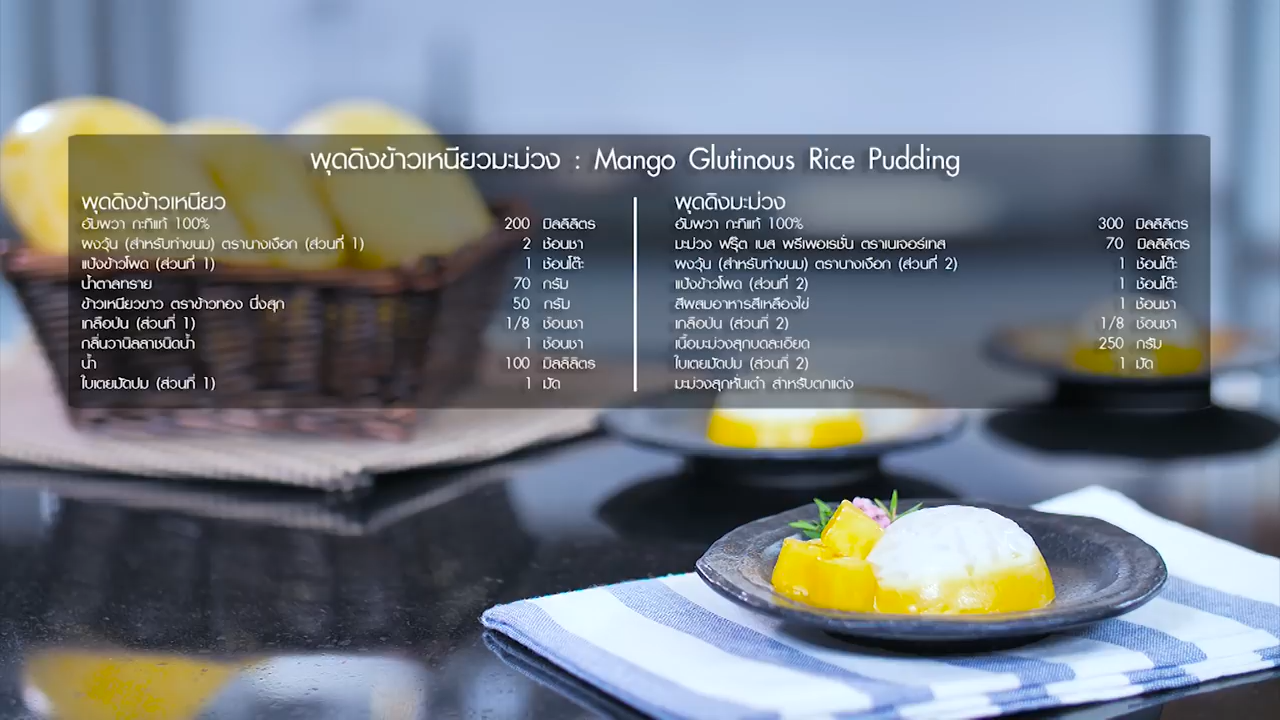 พุดดิงข้าวเหนียวมะม่วง : Mango Glutinous Rice Pudding
พุดดิงข้าวเหนียว
อัมพวา กะทิแท้ 100% 200 มิลลิลิตร
ผงวุ้น (สำหรับทำขนม) ตรานางเงือก (ส่วนที่ 1) 2 ช้อนชา
แป้งข้าวโพด (ส่วนที่ 1) 1 ช้อนโต๊ะ
น้ำตาลทราย 70 กรัม
ข้าวเหนียวขาว ตราข้าวทอง นึ่งสุก 50 กรัม
เกลือป่น (ส่วนที่ 1) 1/8 ช้อนชา
กลิ่นวานิลลาชนิดน้ำ 1 ช้อนชา
น้ำ 100 มิลลิลิตร
ใบเตยมัดปม (ส่วนที่ 1) 1 มัด
พุดดิงมะม่วง
อัมพวา กะทิแท้ 100% 300 มิลลิลิตร
มะม่วง ฟรุ๊ต เบส พรีเพอเรชั่น ตราเนเจอร์เทส 70 มิลลิลิตร
ผงวุ้น (สำหรับทำขนม) ตรานางเงือก (ส่วนที่ 2) 1 ช้อนโต๊ะ
แป้งข้าวโพด (ส่วนที่ 2) 1 ช้อนโต๊ะ
สีผสมอาหารสีเหลืองไข่ 1 ช้อนชา
เกลือป่น (ส่วนที่ 2) 1/8 ช้อนชา
เนื้อมะม่วงสุกบดละเอียด 250 กรัม
ใบเตยมัดปม (ส่วนที่ 2) 1 มัด
มะม่วงสุกหั่นเต๋า สำหรับตกแต่ง